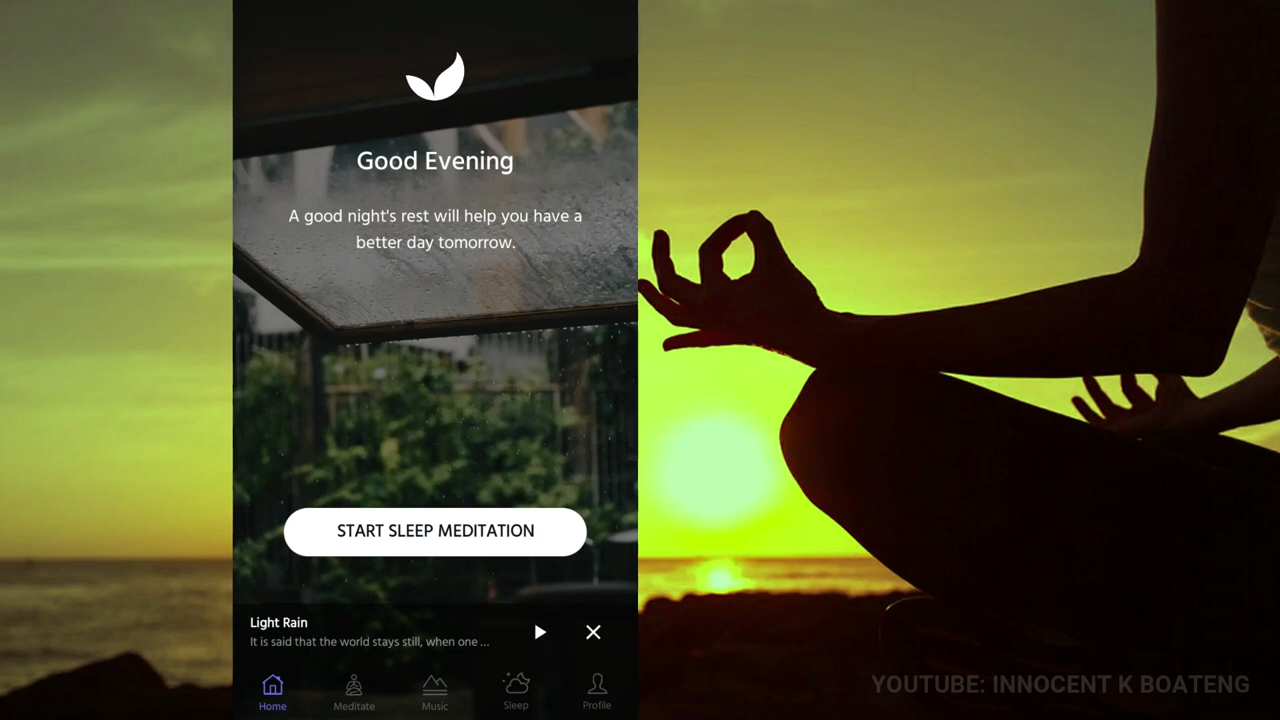 Good Evening
A good night's rest will help you have a
better day tomorrow.
START SLEEP MEDITATION
Light Rain
It is said that the world stays still, when one ...
Home
Meditate
Music
Sleep
Profile
YOUTUBE: INNOCENT K BOATENG